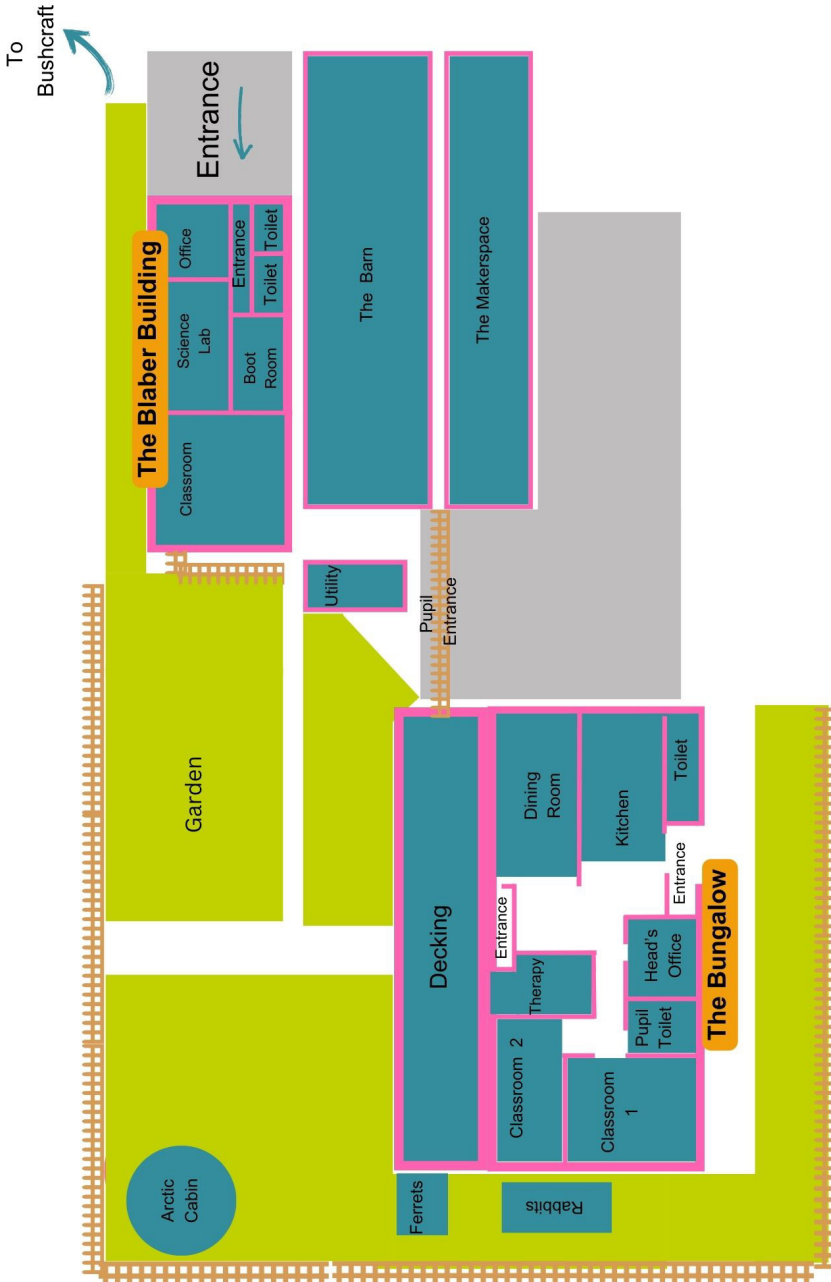 To
Bushcraft
Entrance
The Blaber Building
Office
Entrance
Toilet
Toilet
Science
Lab
Boot
Room
Classroom
The Barn
The Makerspace
Utility
Pupil
Entrance
Garden
Decking
Dining
Room
Kitchen
Toilet
Entrance
Entrance
Therapy
Head's
Office
Pupil
Toilet
The Bungalow
Classroom 2
Classroom
1
Arctic
Cabin
Ferrets
Rabbits